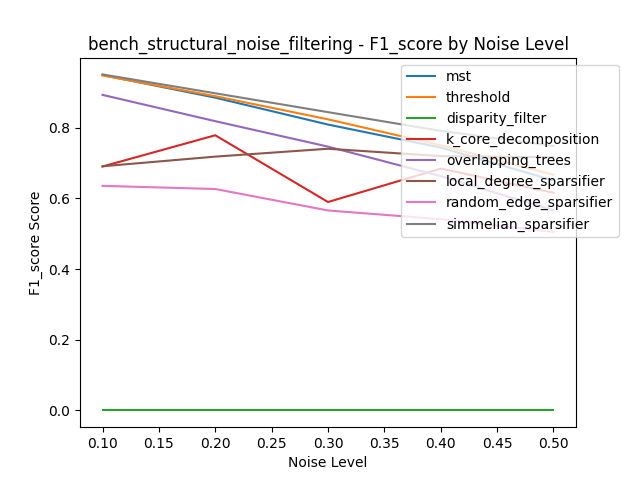 bench_structural_noise_filtering - F1_score by Noise Level
mst
threshold
disparity_filter
k_core_decomposition
overlapping_trees
local_degree_sparsifier
random_edge_sparsifier
simmelian_sparsifier
F1_score Score
0.8
0.6
0.4
0.2
0.0
0.10 0.15 0.20 0.25 0.30 0.35 0.40 0.45 0.50
Noise Level